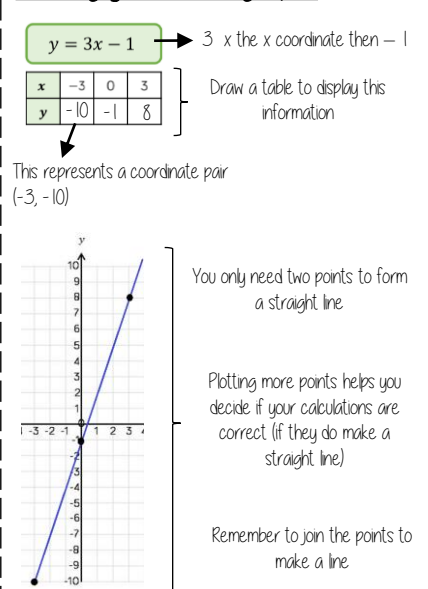 y = 3x − 1
3 x the x coordinate then – 1
x −3 0 3
y -10 -1 8
Draw a table to display this
information
This represents a coordinate pair
(-3, -10)
y
10
9
8
7
6
5
4
3
2
1
-3 -2 -1 0 1 2 3
-1
-2
-3
-4
-5
-6
-7
-8
-9
-10
You only need two points to form
a straight line
Plotting more points helps you
decide if your calculations are
correct (if they do make a
straight line)
Remember to join the points to
make a line